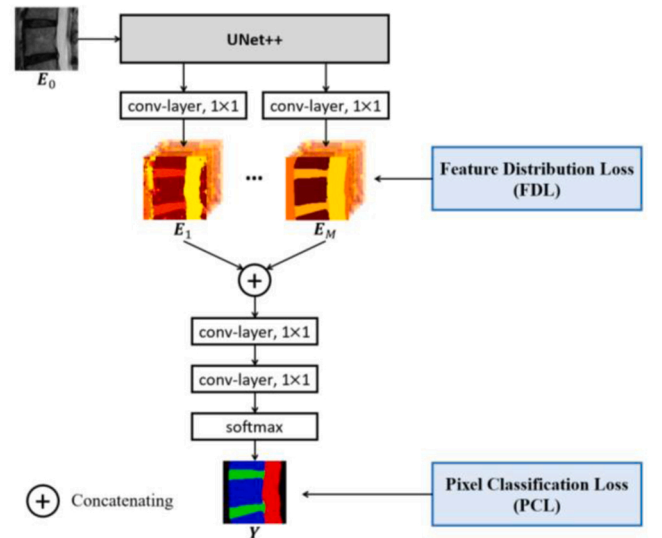 UNet++
E₀
conv-layer, 1×1
conv-layer, 1×1
...
Feature Distribution Loss
(FDL)
E₁
E_M
+
conv-layer, 1×1
conv-layer, 1×1
softmax
+ Concatenating
Pixel Classification Loss
(PCL)
Y